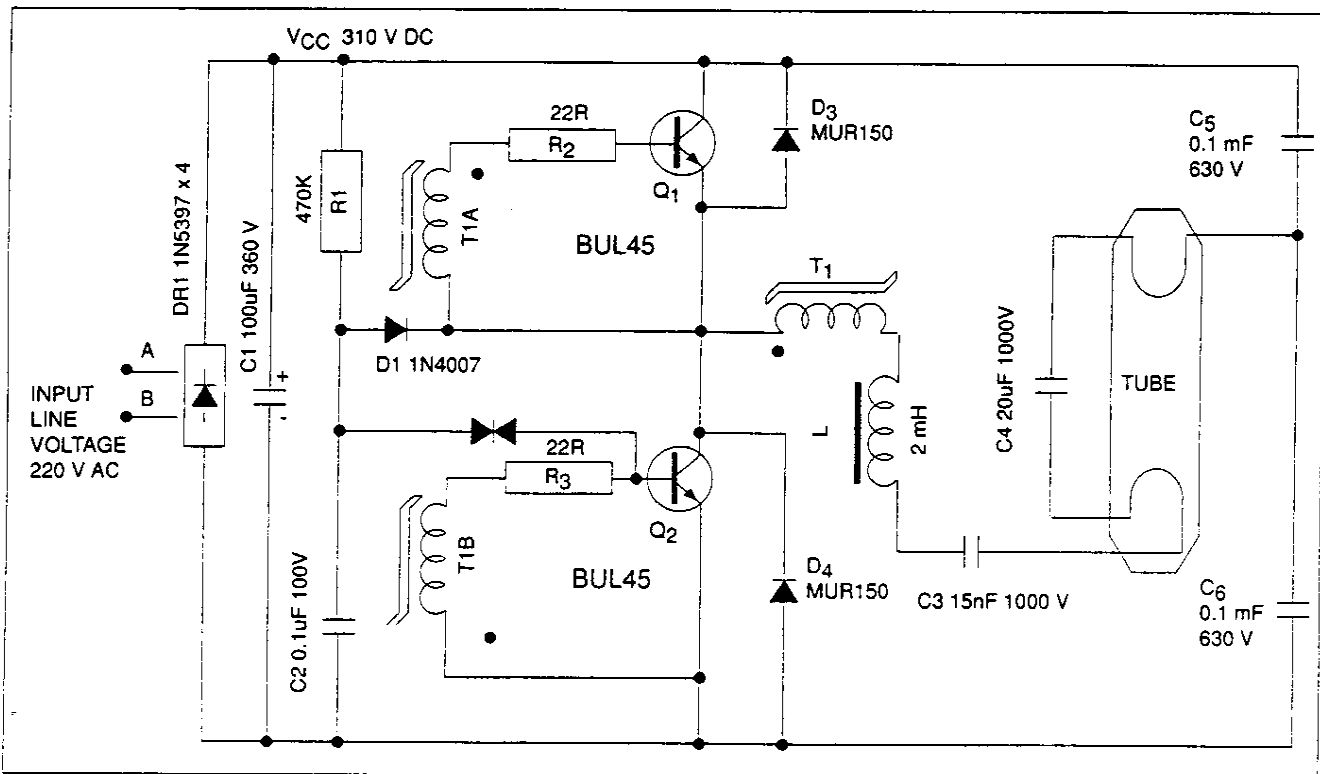 VCC 310 V DC
DR1 1N5397 x 4
C1 100uF 360 V
+
-
470K
R1
T1A
22R
R2
Q1
BUL45
D3
MUR150
C5
0.1 mF
630 V
A
B
INPUT
LINE
VOLTAGE
220 V AC
D1 1N4007
T1
L
2 mH
C4 20uF 1000V
TUBE
22R
R3
Q2
T1B
BUL45
C2 0.1uF 100V
D4
MUR150
C3 15nF 1000 V
C6
0.1 mF
630 V